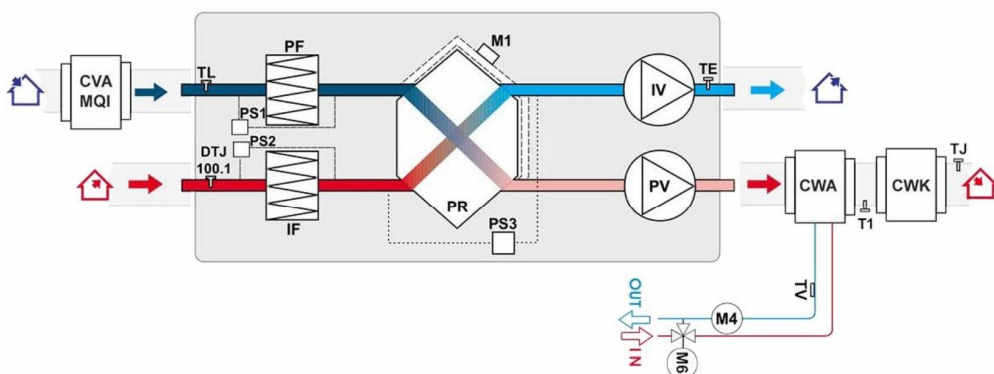 M1
PF
CVA
MQI
TL
TE
IV
PS1
PS2
DTJ
100.1
TJ
PR
PV
CWA
CWK
IF
PS3
T1
TV
OUT
M4
IN
M6